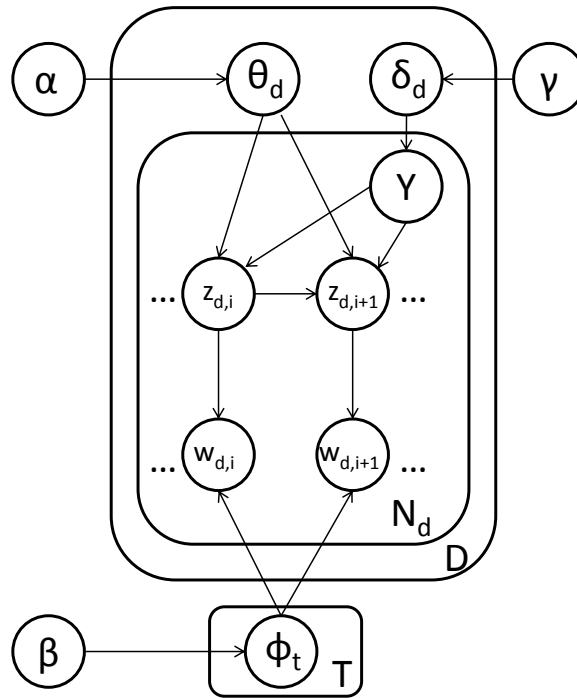 α θd δd γ
Y
... zd,i zd,i+1 ...
... wd,i wd,i+1 ...
Nd
D
β ϕt T